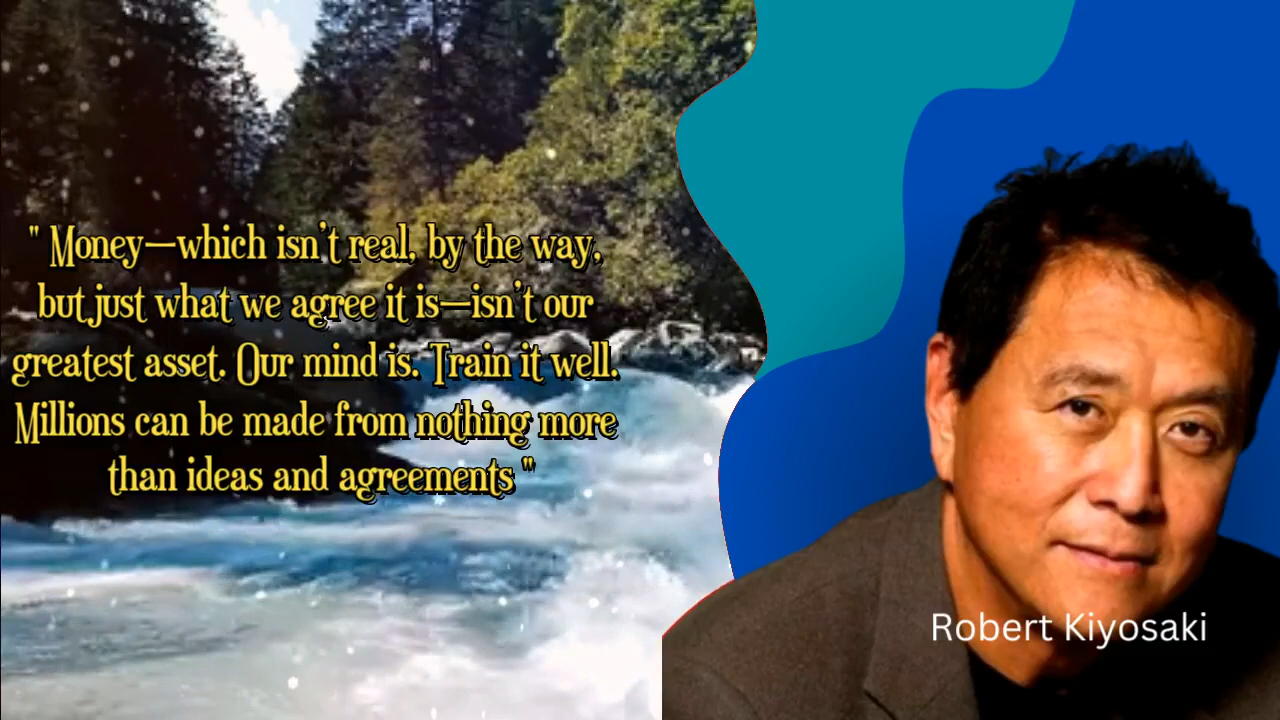 " Money—which isn't real, by the way,
but just what we agree it is—isn't our
greatest asset. Our mind is. Train it well.
Millions can be made from nothing more
than ideas and agreements "
Robert Kiyosaki